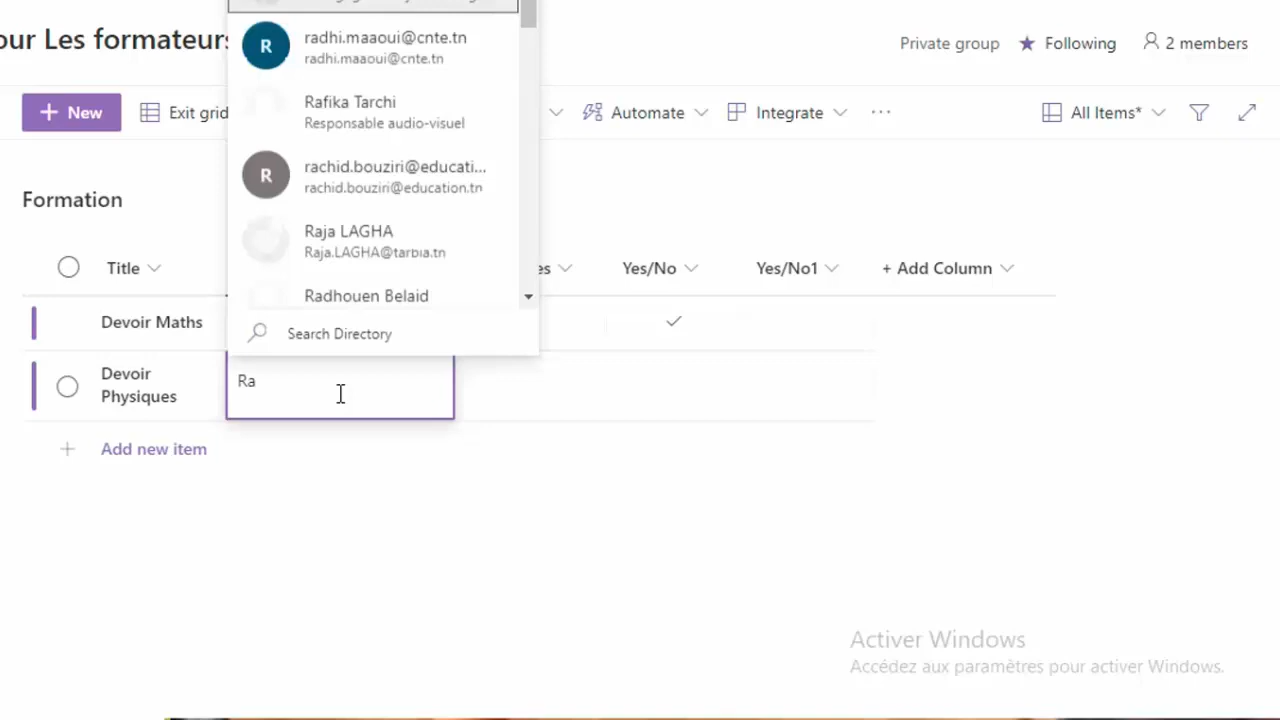 our Les formateurs
Private group
Following
2 members
New
Exit grid
Automate
Integrate
All Items*
radhi.maaoui@cnte.tn
radhi.maaoui@cnte.tn
Rafika Tarchi
Responsable audio-visuel
R
rachid.bouziri@educati...
rachid.bouziri@education.tn
R
Raja LAGHA
Raja.LAGHA@tarbia.tn
Radhouen Belaid
Search Directory
Formation
Title
es
Yes/No
Yes/No1
+ Add Column
Devoir Maths
Devoir
Physiques
Ra
Add new item
Activer Windows
Accédez aux paramètres pour activer Windows.